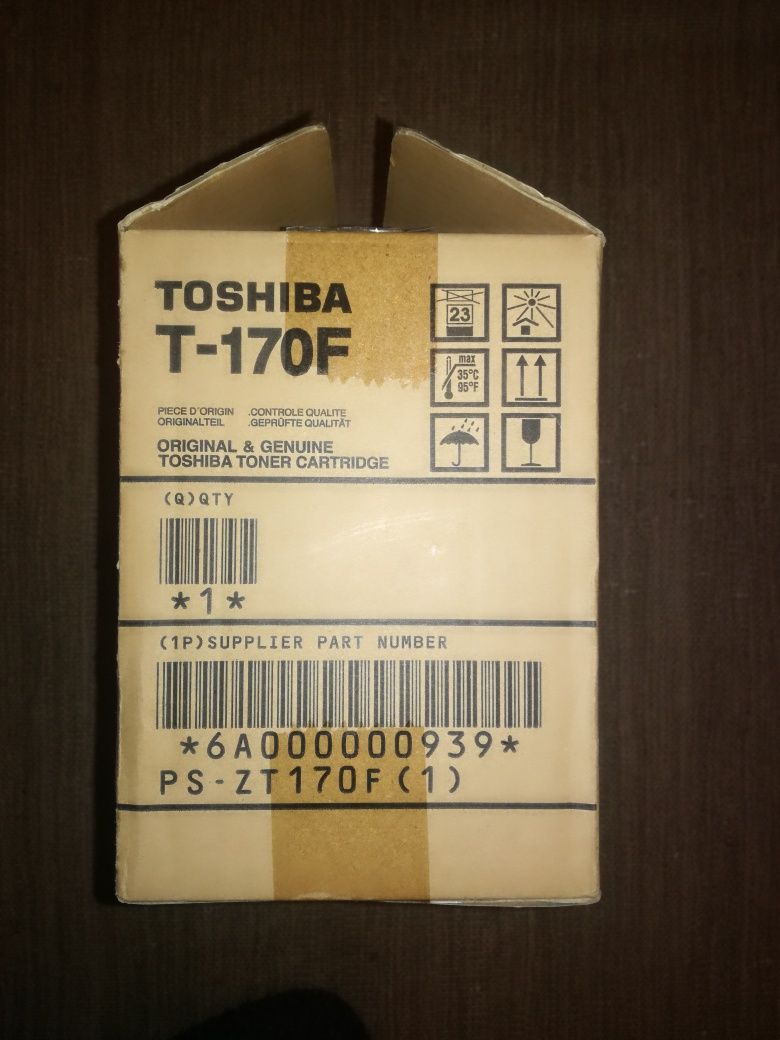 TOSHIBA
T-170F
PIECE D'ORIGIN .CONTROLE QUALITE
ORIGINALTEIL .GEPRÜFTE QUALITÄT
ORIGINAL & GENUINE
TOSHIBA TONER CARTRIDGE
23
max
35°C
95°F
(Q)QTY
*1*
(1P)SUPPLIER PART NUMBER
*6A000000939*
PS-ZT170F(1)